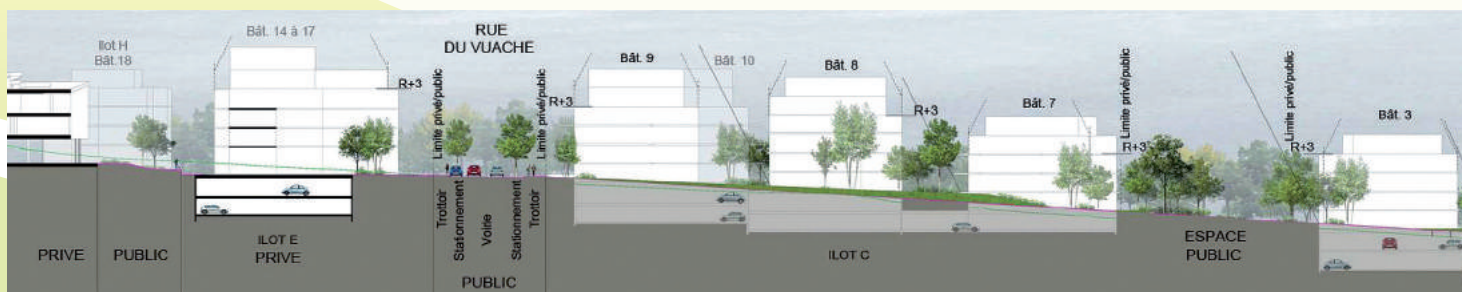 Ilot H
Bât.18
Bât. 14 à 17
R+3
RUE
DU VUACHE
Limite privé/public
Limite privé/public
R+3
Bât. 9
Bât. 10
Bât. 8
R+3
Bât. 7
Limite privé/public
R+3
Limite privé/public
R+3
Bât. 3
PRIVE
PUBLIC
ILOT E
PRIVE
Trottoir
Stationnement
Voirie
Stationnement
Trottoir
PUBLIC
ILOT C
ESPACE
PUBLIC